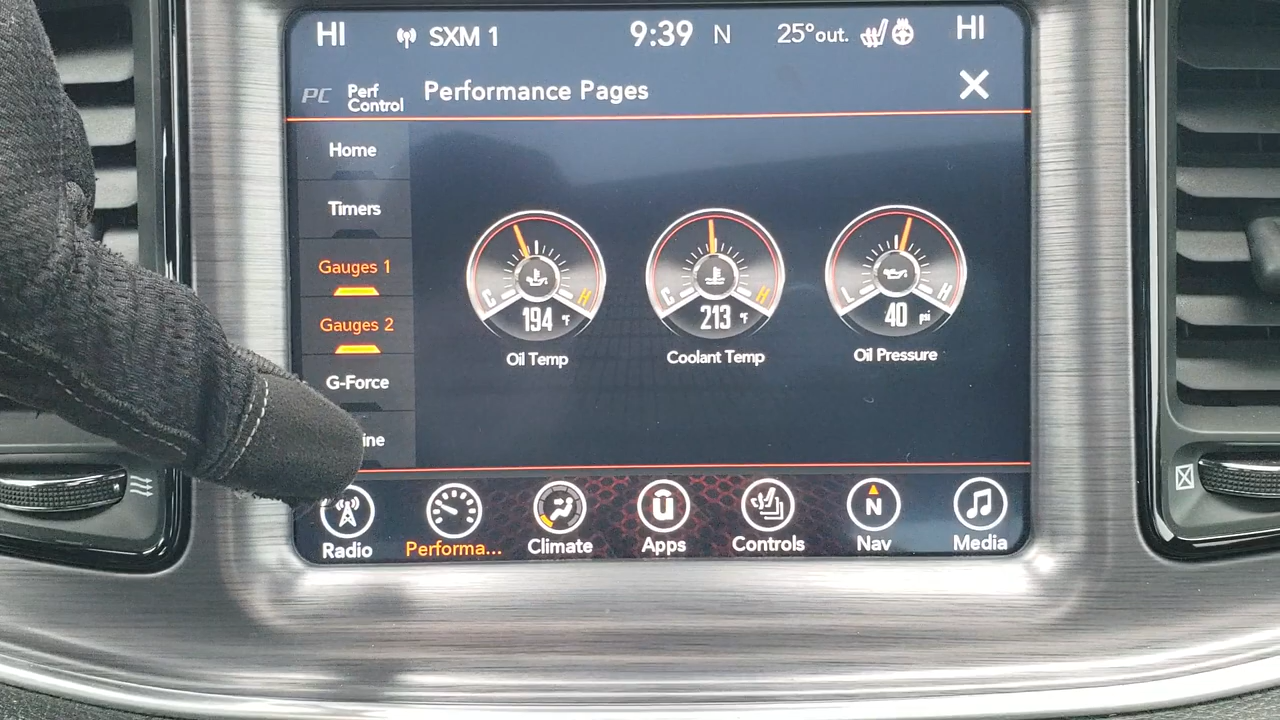 HI SXM 1 9:39 N 25°out. HI
PC Perf Control Performance Pages X
Home
Timers
Gauges 1
Gauges 2
G-Force
ine
C H
194 °F
Oil Temp
C H
213 °F
Coolant Temp
L H
40 psi
Oil Pressure
Radio Performa... Climate Apps Controls Nav Media
N
ū